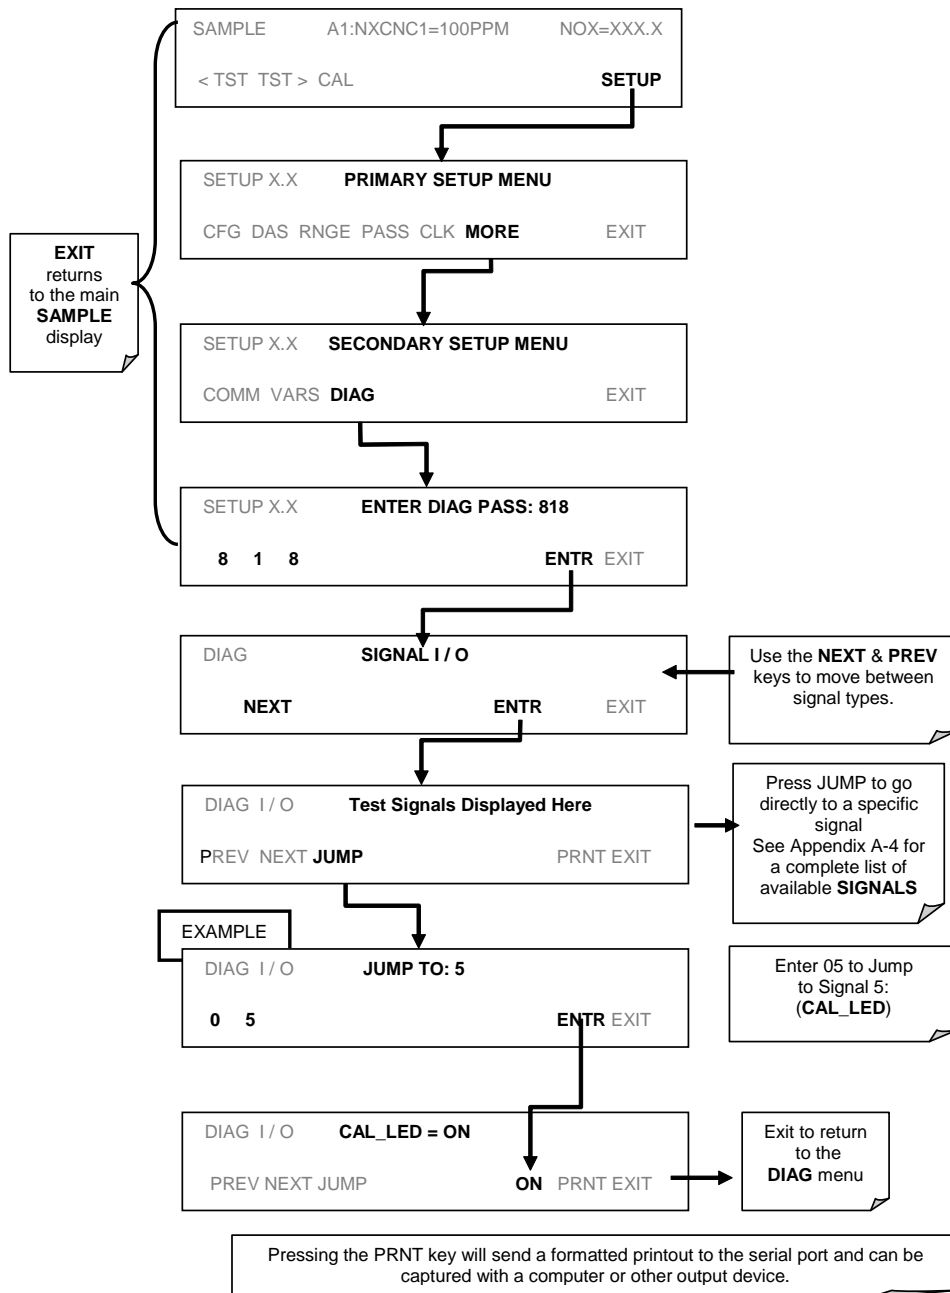 SAMPLE A1:NXCNC1=100PPM NOX=XXX.X
< TST TST > CAL SETUP
SETUP X.X PRIMARY SETUP MENU
CFG DAS RNGE PASS CLK MORE EXIT
EXIT
returns
to the main
SAMPLE
display
SETUP X.X SECONDARY SETUP MENU
COMM VARS DIAG EXIT
SETUP X.X ENTER DIAG PASS: 818
8 1 8 ENTR EXIT
DIAG SIGNAL I / O
NEXT ENTR EXIT
Use the NEXT & PREV
keys to move between
signal types.
DIAG I / O Test Signals Displayed Here
PREV NEXT JUMP PRNT EXIT
Press JUMP to go
directly to a specific
signal
See Appendix A-4 for
a complete list of
available SIGNALS
EXAMPLE
DIAG I / O JUMP TO: 5
0 5 ENTR EXIT
Enter 05 to Jump
to Signal 5:
(CAL_LED)
DIAG I / O CAL_LED = ON
PREV NEXT JUMP ON PRNT EXIT
Exit to return
to the
DIAG menu
Pressing the PRNT key will send a formatted printout to the serial port and can be
captured with a computer or other output device.